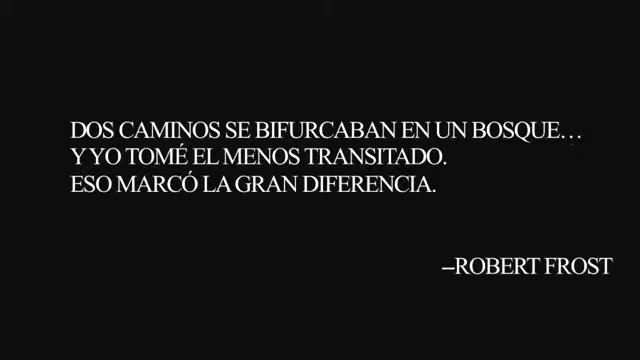 DOS CAMINOS SE BIFURCABAN EN UN BOSQUE…
Y YO TOMÉ EL MENOS TRANSITADO.
ESO MARCÓ LA GRAN DIFERENCIA.
–ROBERT FROST